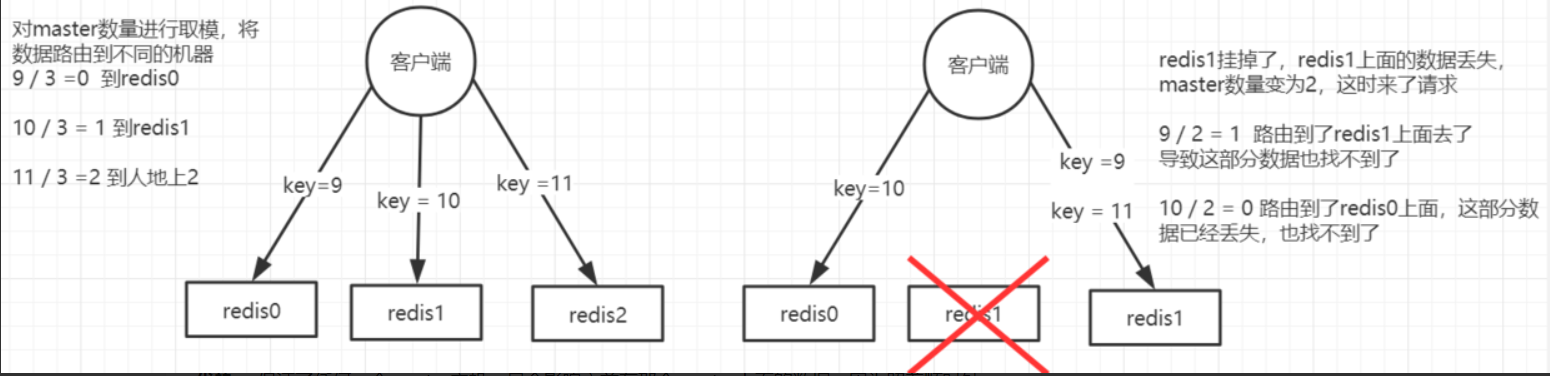 对master数量进行取模，将
数据路由到不同的机器
9 / 3 =0 到redis0
10 / 3 = 1 到redis1
11 / 3 =2 到人地上2
客户端
key=9
key = 10
key =11
redis0
redis1
redis2
客户端
key=10
key =9
key = 11
redis0
redis1
redis1
redis1挂掉了，redis1上面的数据丢失，
master数量变为2，这时来了请求
9 / 2 = 1 路由到了redis1上面去了
导致这部分数据也找不到了
10 / 2 = 0 路由到了redis0上面，这部分数
据已经丢失，也找不到了